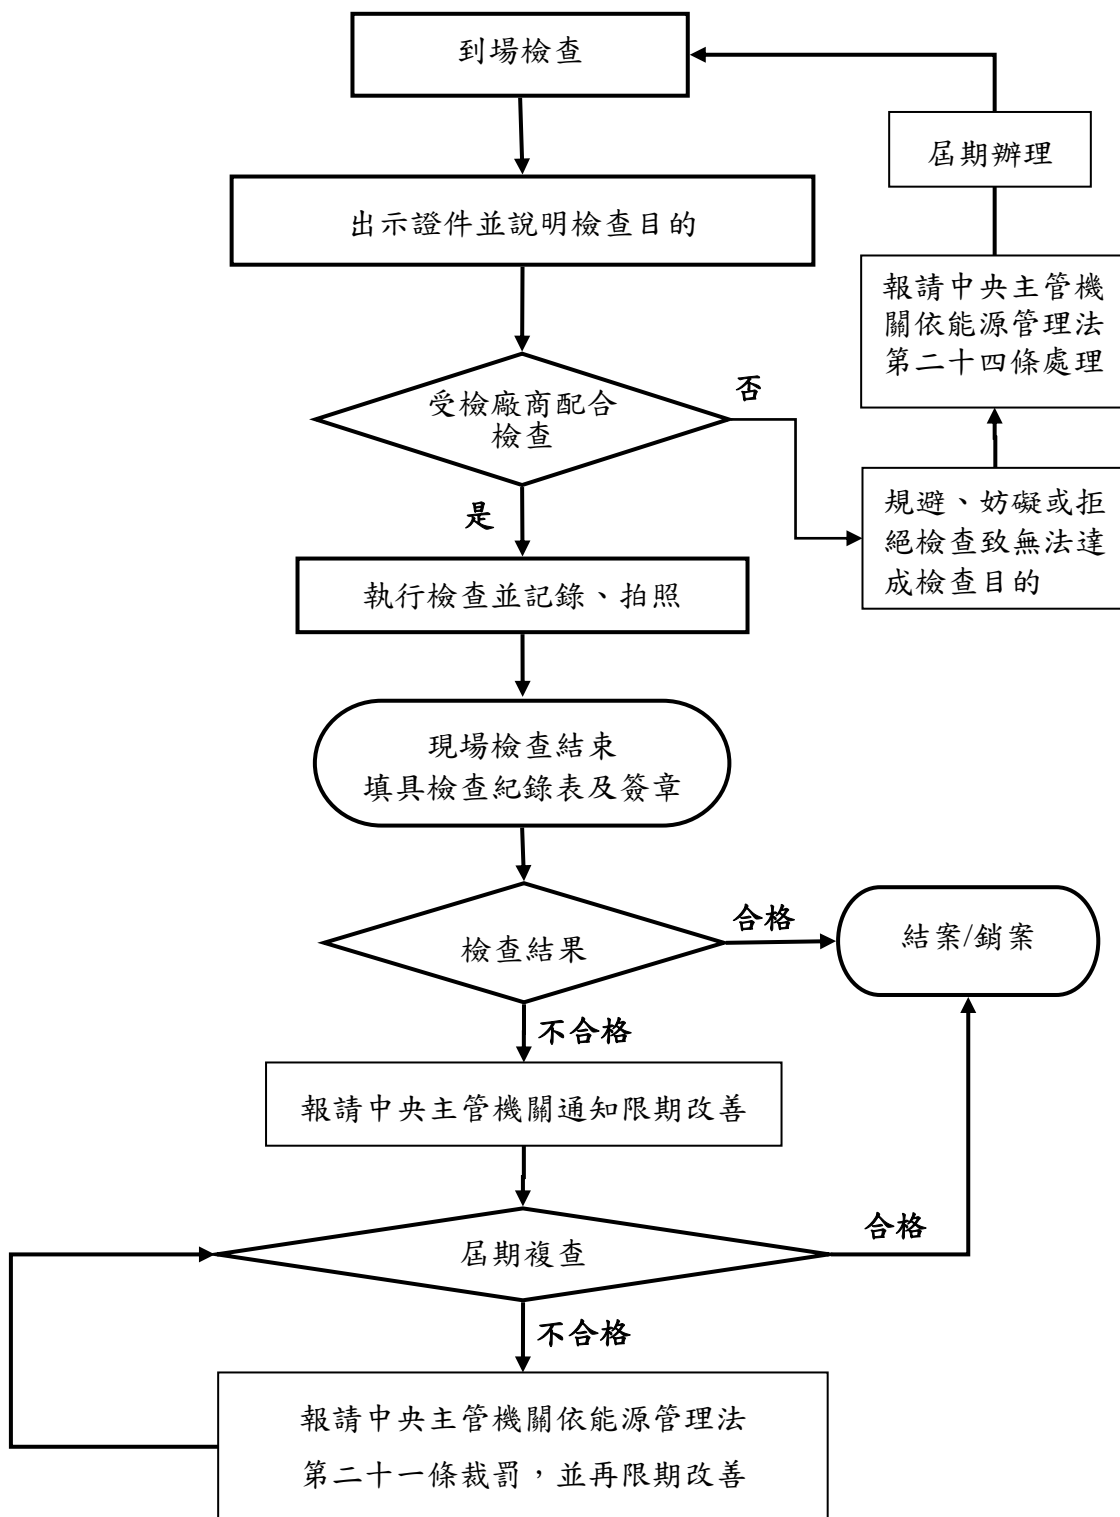 到場檢查
屆期辦理
出示證件並說明檢查目的
報請中央主管機
關依能源管理法
第二十四條處理
受檢廠商配合
檢查
否
是
規避、妨礙或拒
絕檢查致無法達
成檢查目的
執行檢查並記錄、拍照
現場檢查結束
填具檢查紀錄表及簽章
檢查結果
合格
結案/銷案
不合格
報請中央主管機關通知限期改善
屆期複查
合格
不合格
報請中央主管機關依能源管理法
第二十一條裁罰，並再限期改善